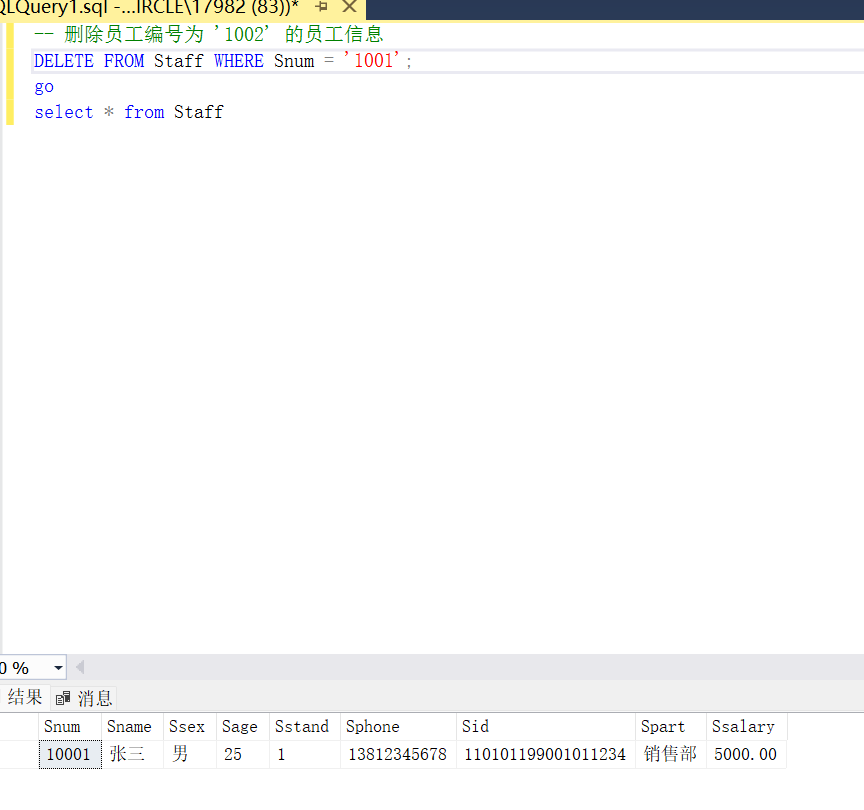 QLQuery1.sql -...IRCLE\17982 (83))*
-- 删除员工编号为 '1002' 的员工信息
DELETE FROM Staff WHERE Snum = '1001';
go
select * from Staff
0 %
结果 消息
Snum Sname Ssex Sage Sstand Sphone Sid Spart Ssalary
10001 张三 男 25 1 13812345678 110101199001011234 销售部 5000.00